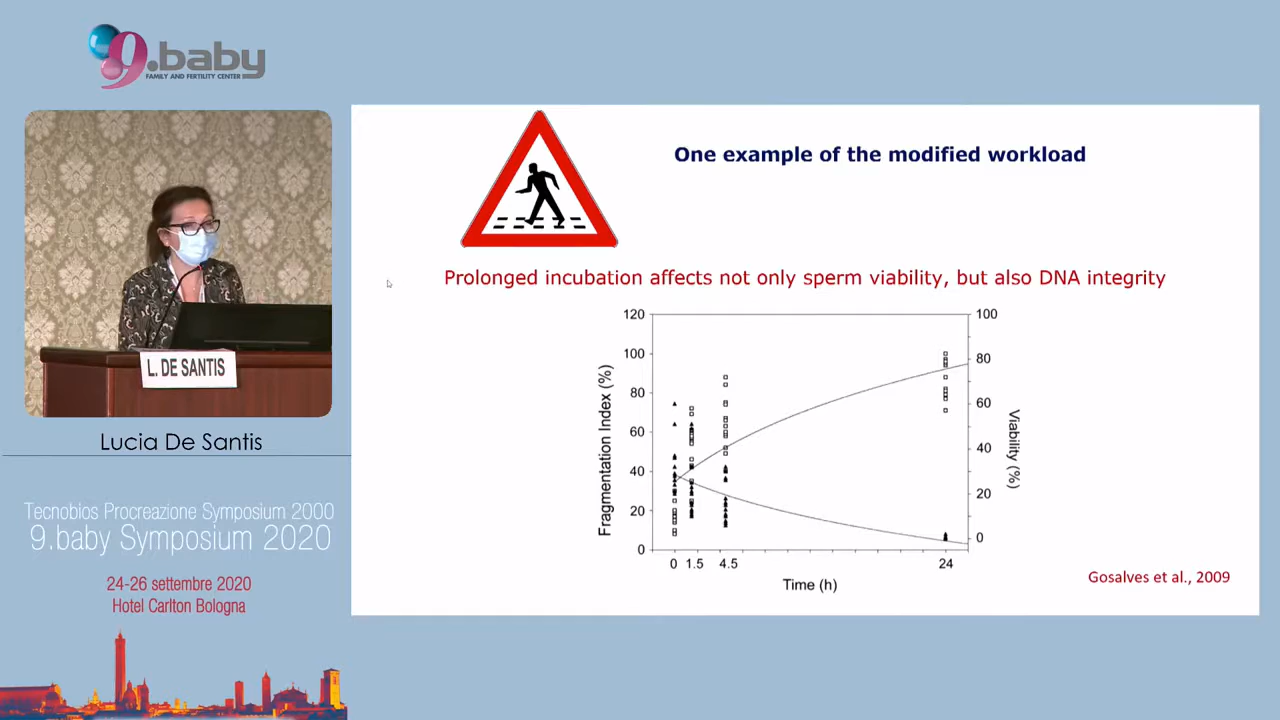 9.baby
FAMILY AND FERTILITY CENTER
L. DE SANTIS
Lucia De Santis
Tecnobios Procreazione Symposium 2000
9.baby Symposium 2020
24-26 settembre 2020
Hotel Carlton Bologna
One example of the modified workload
Prolonged incubation affects not only sperm viability, but also DNA integrity
120
100
80
60
40
20
0
Fragmentation Index (%)
100
80
60
40
20
0
Viability (%)
0 1.5 4.5 24
Time (h)
Gosalves et al., 2009